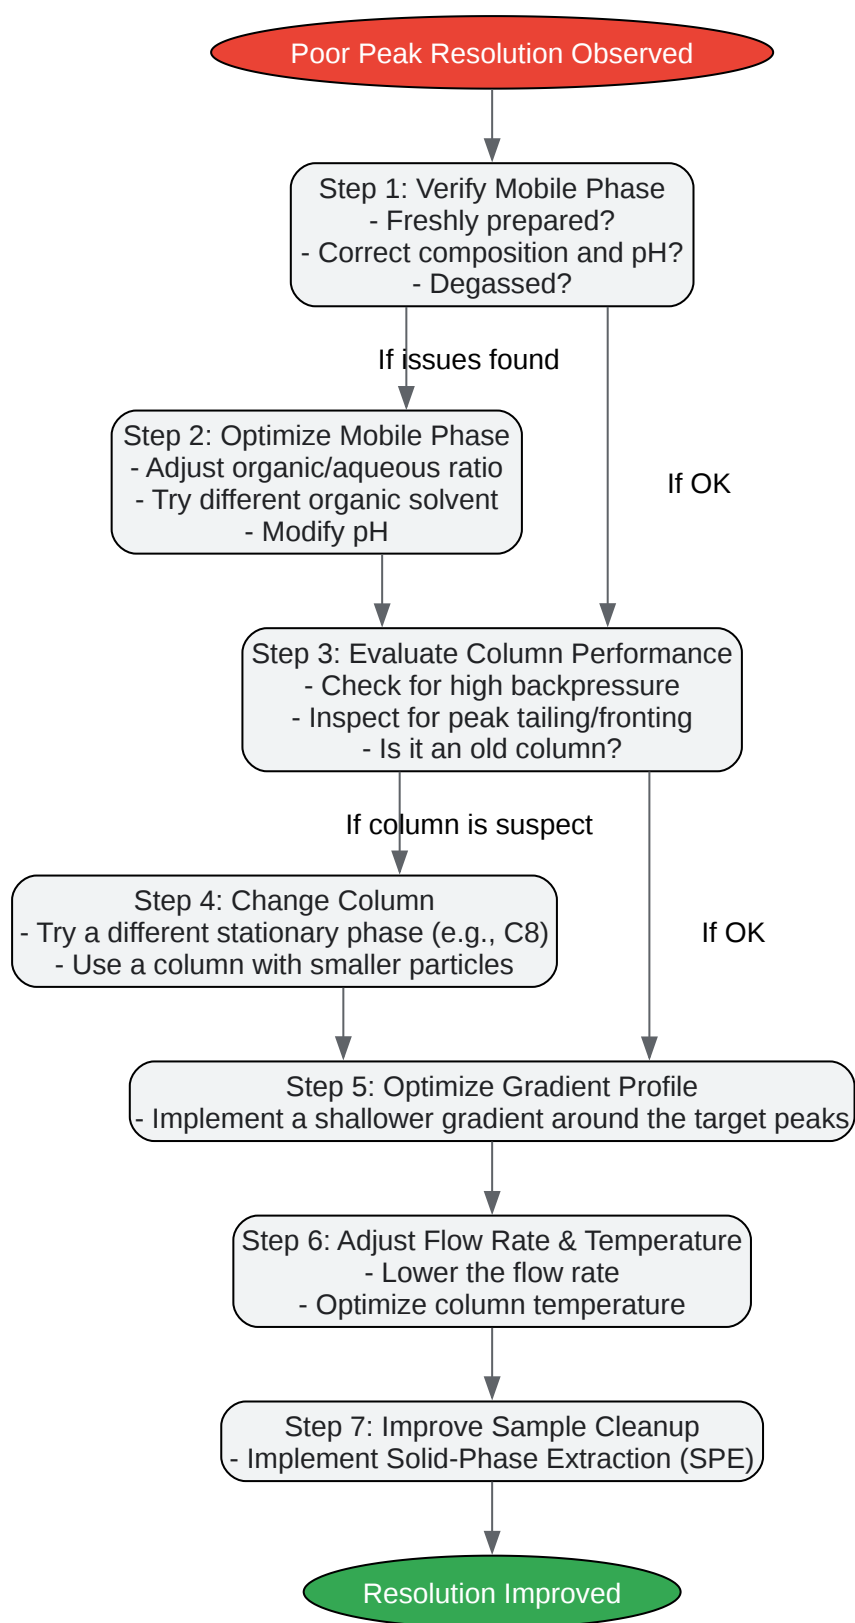 Poor Peak Resolution Observed
Step 1: Verify Mobile Phase
- Freshly prepared?
- Correct composition and pH?
- Degassed?
If issues found
Step 2: Optimize Mobile Phase
- Adjust organic/aqueous ratio
- Try different organic solvent
- Modify pH
If OK
Step 3: Evaluate Column Performance
- Check for high backpressure
- Inspect for peak tailing/fronting
- Is it an old column?
If column is suspect
Step 4: Change Column
- Try a different stationary phase (e.g., C8)
- Use a column with smaller particles
If OK
Step 5: Optimize Gradient Profile
- Implement a shallower gradient around the target peaks
Step 6: Adjust Flow Rate & Temperature
- Lower the flow rate
- Optimize column temperature
Step 7: Improve Sample Cleanup
- Implement Solid-Phase Extraction (SPE)
Resolution Improved